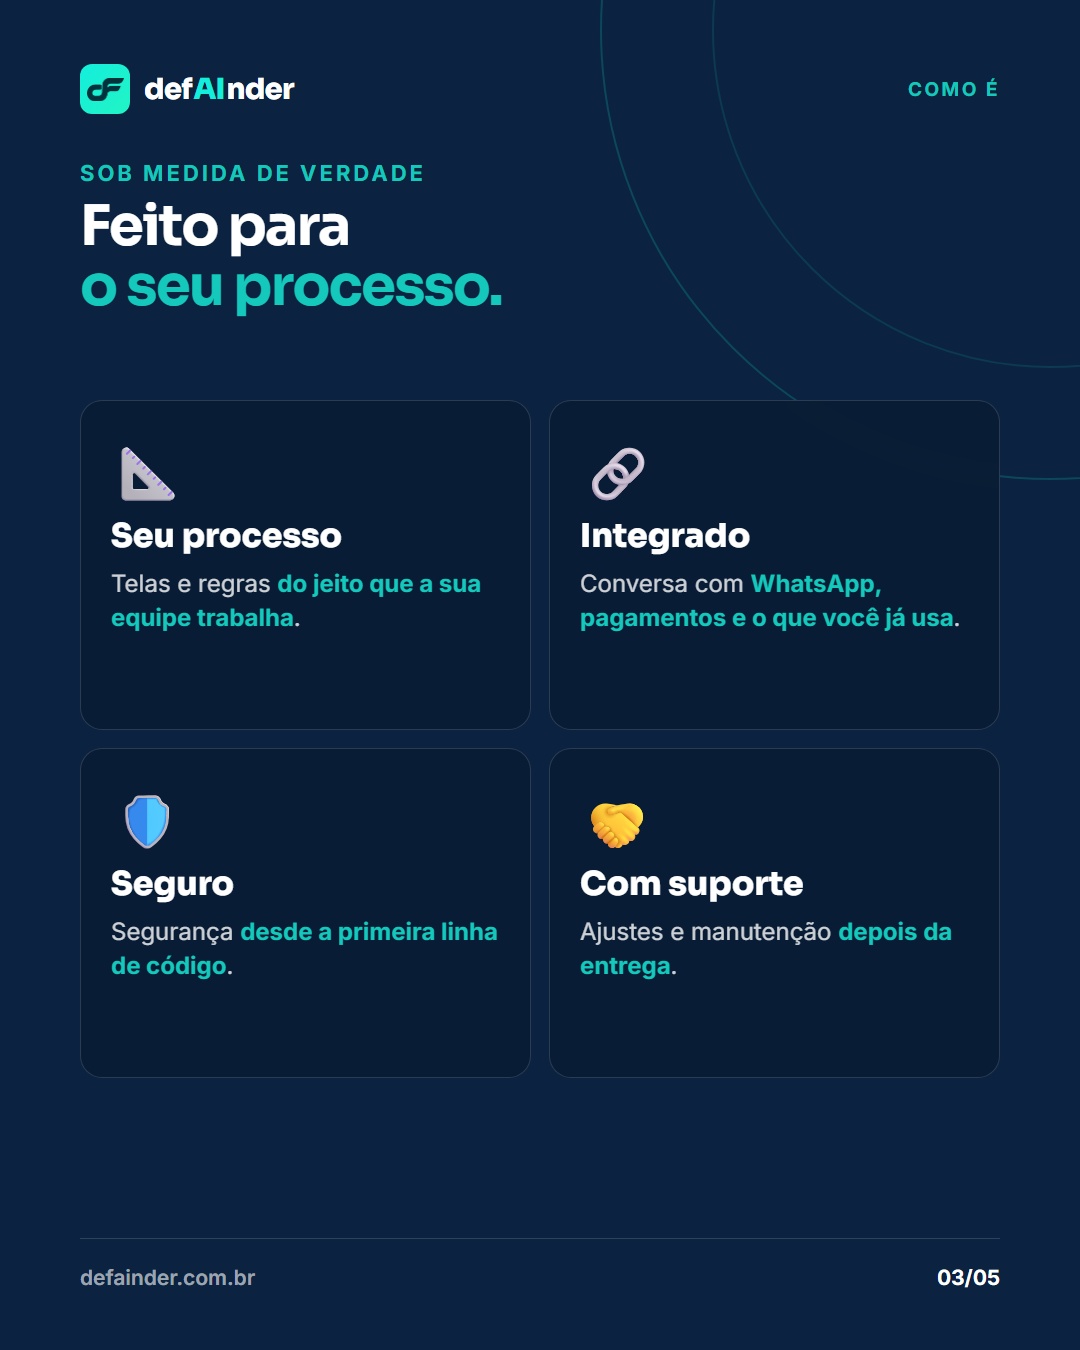 defAInder
COMO É
SOB MEDIDA DE VERDADE
Feito para
o seu processo.
Seu processo
Telas e regras do jeito que a sua
equipe trabalha.
Integrado
Conversa com WhatsApp,
pagamentos e o que você já usa.
Seguro
Segurança desde a primeira linha
de código.
Com suporte
Ajustes e manutenção depois da
entrega.
defainder.com.br
03/05